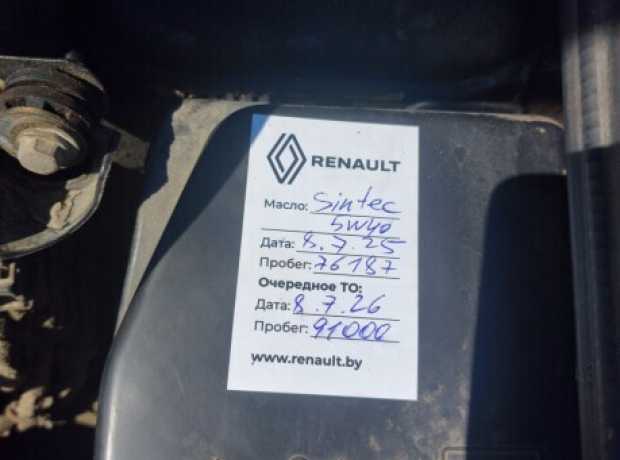 RENAULT
Масло: Sintec
5W40
Дата: 8.7.25
Пробег: 76187
Очередное ТО:
Дата: 8.7.26
Пробег: 91000
www.renault.by